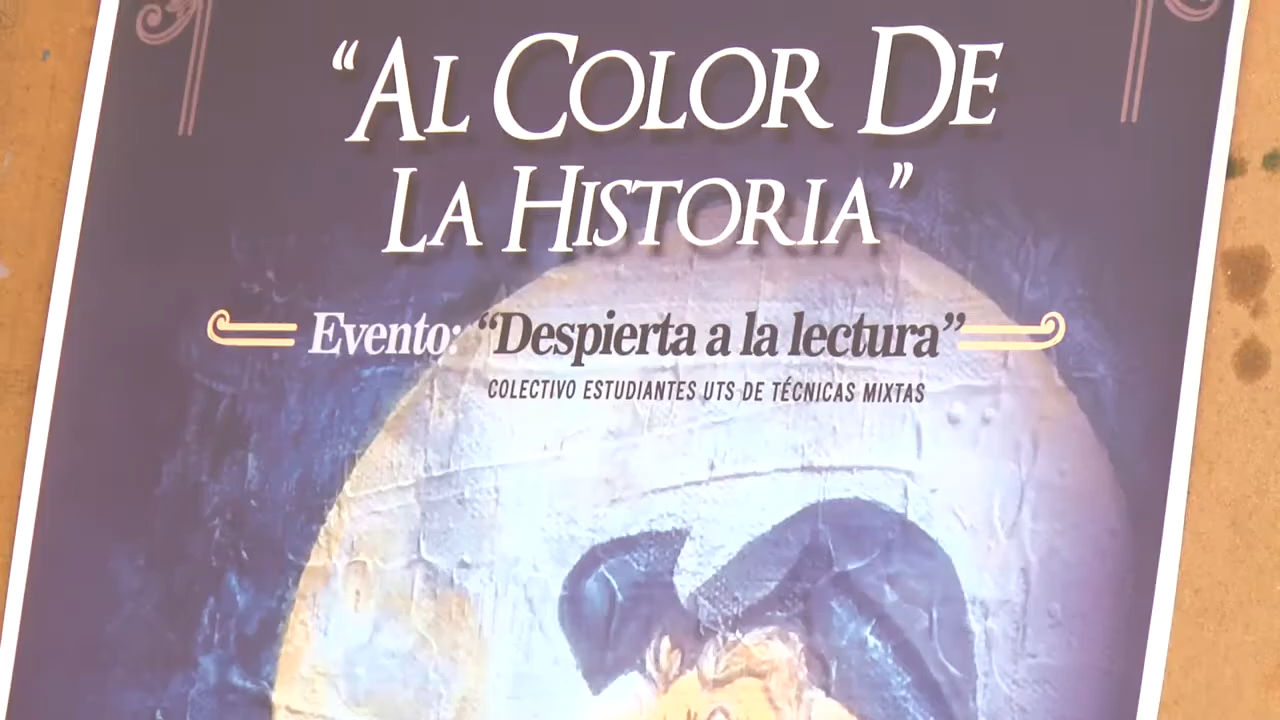 “AL COLOR DE
LA HISTORIA”
Evento: “Despierta a la lectura”
COLECTIVO ESTUDIANTES UTS DE TÉCNICAS MIXTAS